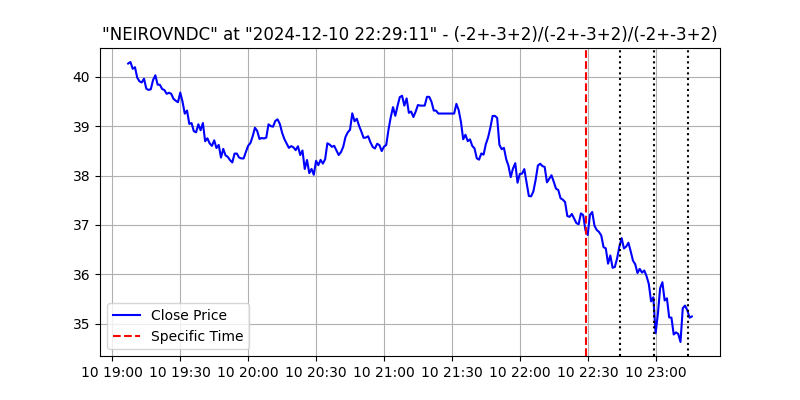 "NEIROVNDC" at "2024-12-10 22:29:11" - (-2+-3+2)/(-2+-3+2)/(-2+-3+2)
40
39
38
37
36
35
Close Price
Specific Time
10 19:00 10 19:30 10 20:00 10 20:30 10 21:00 10 21:30 10 22:00 10 22:30 10 23:00